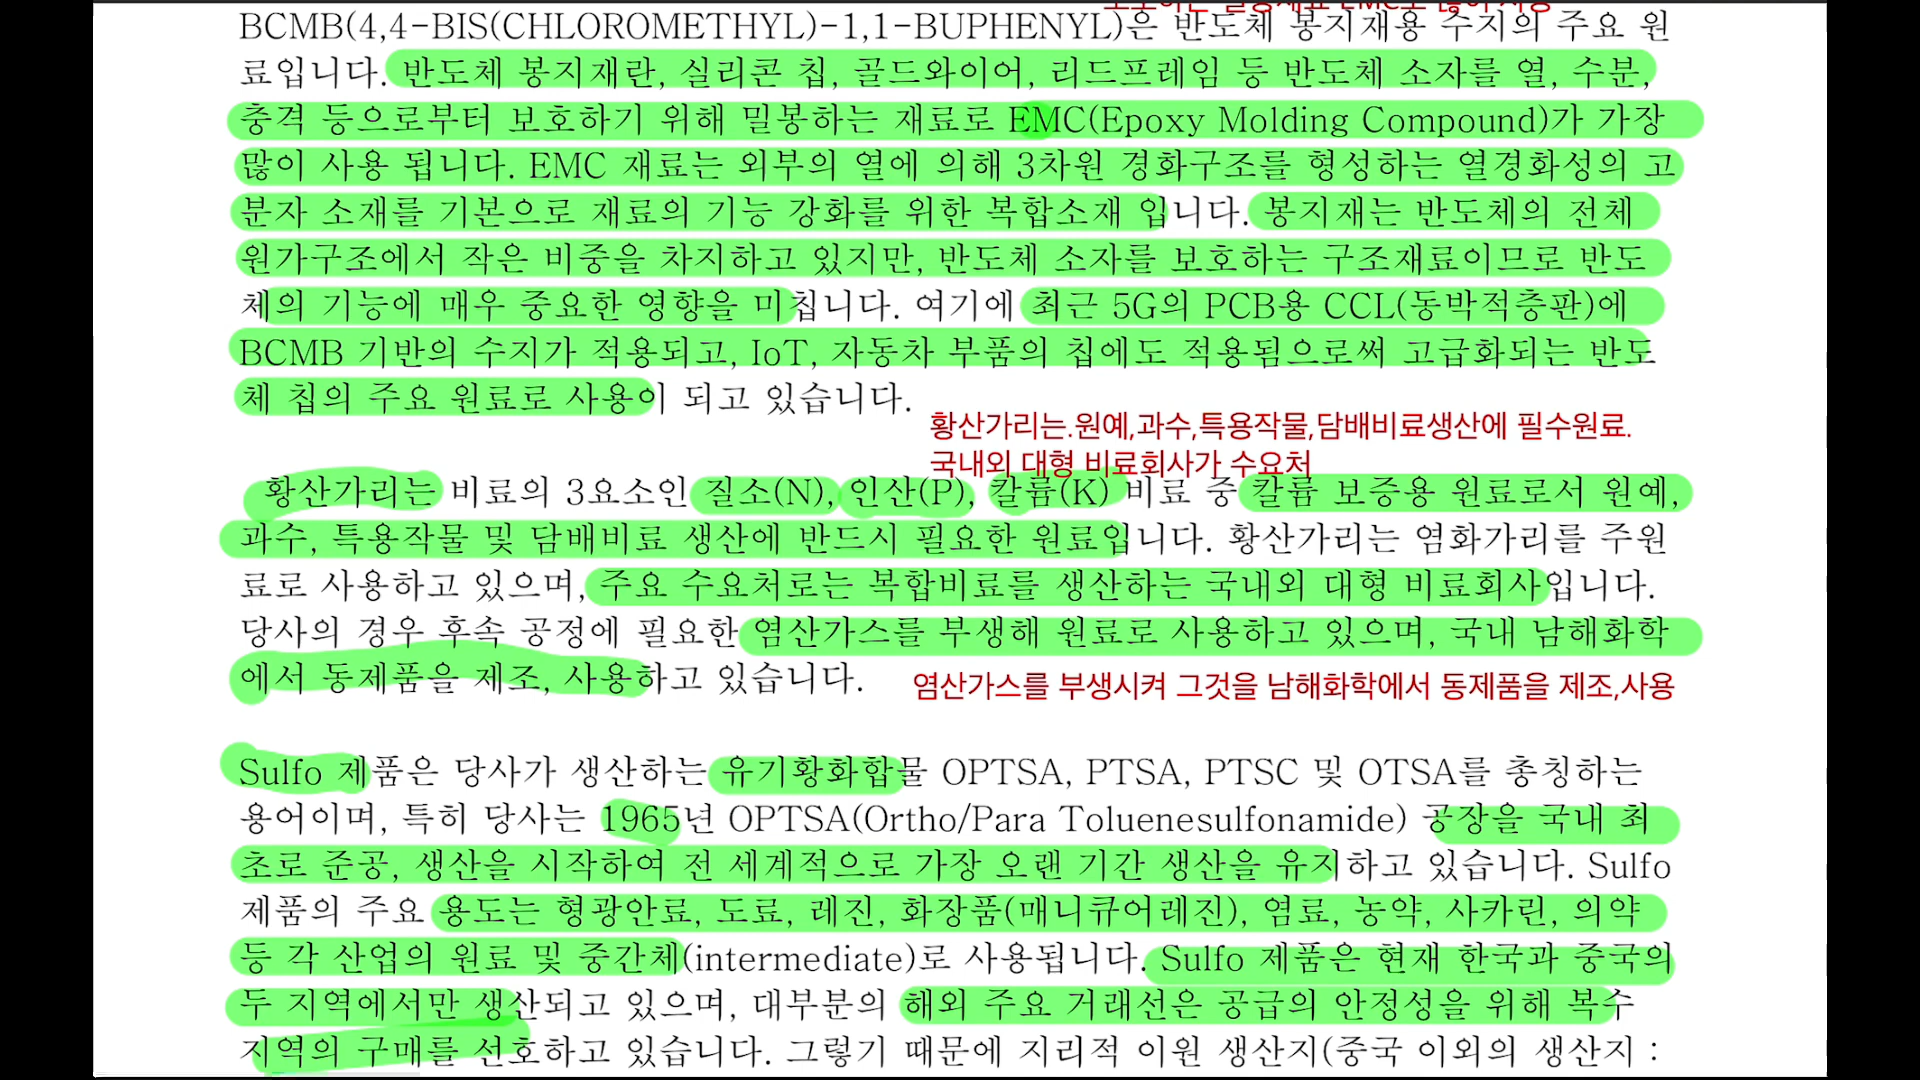 BCMB(4,4-BIS(CHLOROMETHYL)-1,1-BUPHENYL)은 반도체 봉지재용 수지의 주요 원
료입니다. 반도체 봉지재란, 실리콘 칩, 골드와이어, 리드프레임 등 반도체 소자를 열, 수분,
충격 등으로부터 보호하기 위해 밀봉하는 재료로 EMC(Epoxy Molding Compound)가 가장
많이 사용 됩니다. EMC 재료는 외부의 열에 의해 3차원 경화구조를 형성하는 열경화성의 고
분자 소재를 기본으로 재료의 기능 강화를 위한 복합소재 입니다. 봉지재는 반도체의 전체
원가구조에서 작은 비중을 차지하고 있지만, 반도체 소자를 보호하는 구조재료이므로 반도
체의 기능에 매우 중요한 영향을 미칩니다. 여기에 최근 5G의 PCB용 CCL(동박적층판)에
BCMB 기반의 수지가 적용되고, IoT, 자동차 부품의 칩에도 적용됨으로써 고급화되는 반도
체 칩의 주요 원료로 사용이 되고 있습니다.
황산가리는.원예,과수,특용작물,담배비료생산에 필수원료.
국내외 대형 비료회사가 수요처
황산가리는 비료의 3요소인 질소(N), 인산(P), 칼륨(K) 비료 중 칼륨 보증용 원료로서 원예,
과수, 특용작물 및 담배비료 생산에 반드시 필요한 원료입니다. 황산가리는 염화가리를 주원
료로 사용하고 있으며, 주요 수요처로는 복합비료를 생산하는 국내외 대형 비료회사입니다.
당사의 경우 후속 공정에 필요한 염산가스를 부생해 원료로 사용하고 있으며, 국내 남해화학
에서 동제품을 제조, 사용하고 있습니다.
염산가스를 부생시켜 그것을 남해화학에서 동제품을 제조,사용
Sulfo 제품은 당사가 생산하는 유기황화합물 OPTSA, PTSA, PTSC 및 OTSA를 총칭하는
용어이며, 특히 당사는 1965년 OPTSA(Ortho/Para Toluenesulfonamide) 공장을 국내 최
초로 준공, 생산을 시작하여 전 세계적으로 가장 오랜 기간 생산을 유지하고 있습니다. Sulfo
제품의 주요 용도는 형광안료, 도료, 레진, 화장품(매니큐어레진), 염료, 농약, 사카린, 의약
등 각 산업의 원료 및 중간체(intermediate)로 사용됩니다. Sulfo 제품은 현재 한국과 중국의
두 지역에서만 생산되고 있으며, 대부분의 해외 주요 거래선은 공급의 안정성을 위해 복수
지역의 구매를 선호하고 있습니다. 그렇기 때문에 지리적 이원 생산지(중국 이외의 생산지 :